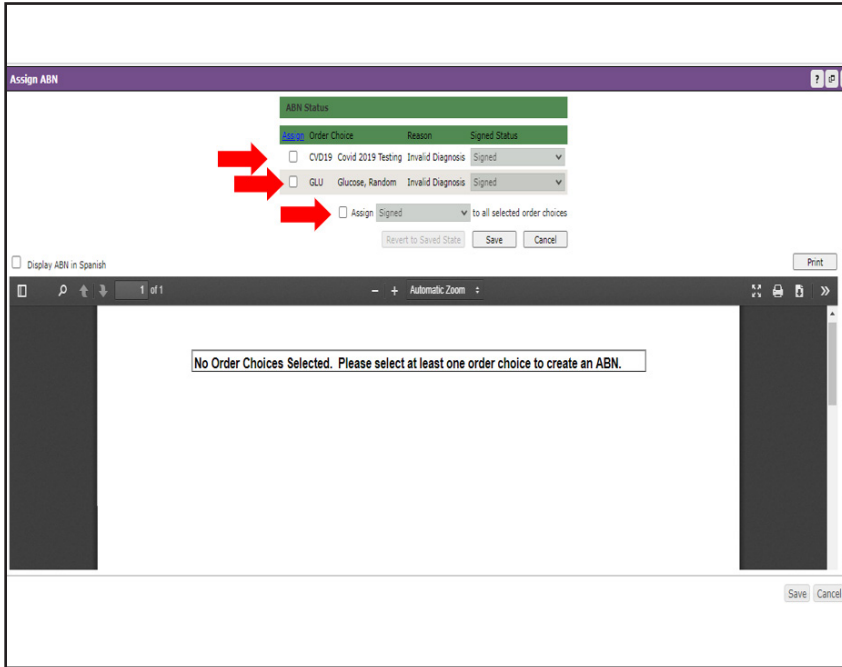 Assign ABN ?
ABN Status
Assign Order Choice Reason Signed Status
CVD19 Covid 2019 Testing Invalid Diagnosis Signed
GLU Glucose, Random Invalid Diagnosis Signed
Assign Signed to all selected order choices
Revert to Saved State Save Cancel
Display ABN in Spanish Print
1 of 1 − + Automatic Zoom
No Order Choices Selected. Please select at least one order choice to create an ABN.
Save Cancel